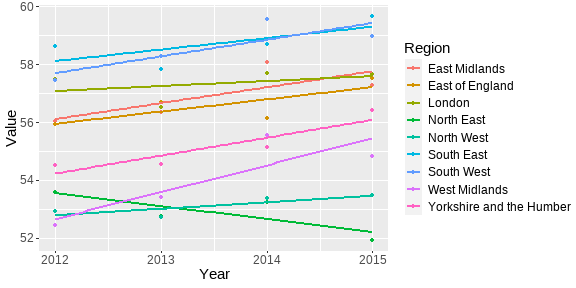 60
58
56
54
52
Value
2012
2013
2014
2015
Year
Region
East Midlands
East of England
London
North East
North West
South East
South West
West Midlands
Yorkshire and the Humber